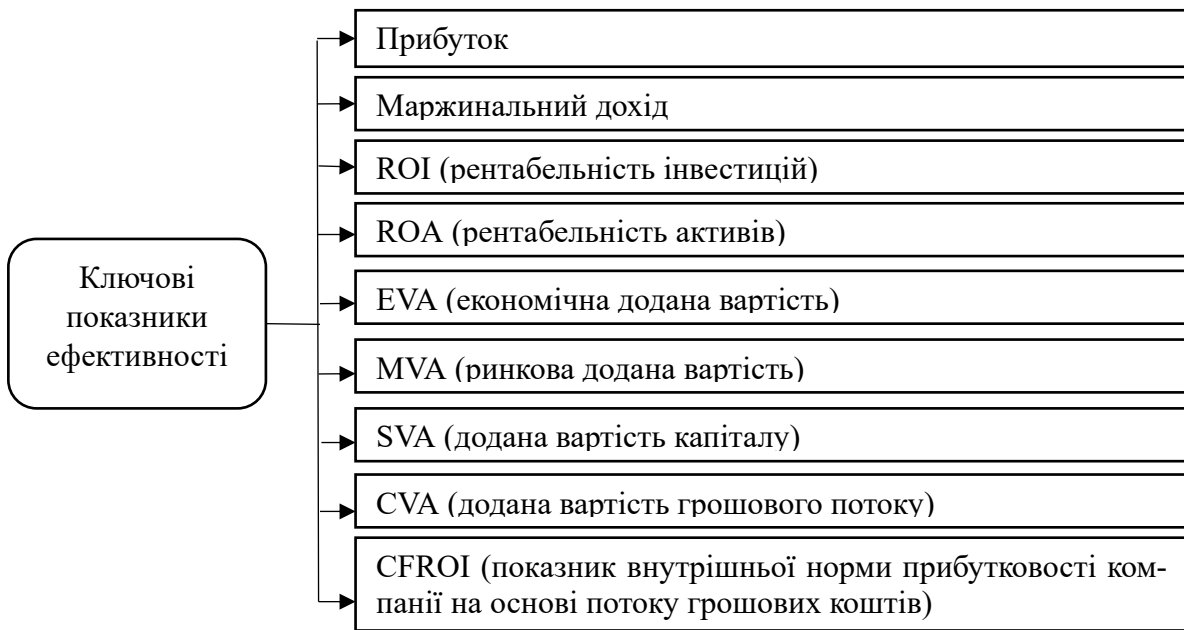 Прибуток
Маржинальний дохід
ROI (рентабельність інвестицій)
ROA (рентабельність активів)
Ключові
показники
ефективності
EVA (економічна додана вартість)
MVA (ринкова додана вартість)
SVA (додана вартість капіталу)
CVA (додана вартість грошового потоку)
CFROI (показник внутрішньої норми прибутковості ком-
панії на основі потоку грошових коштів)